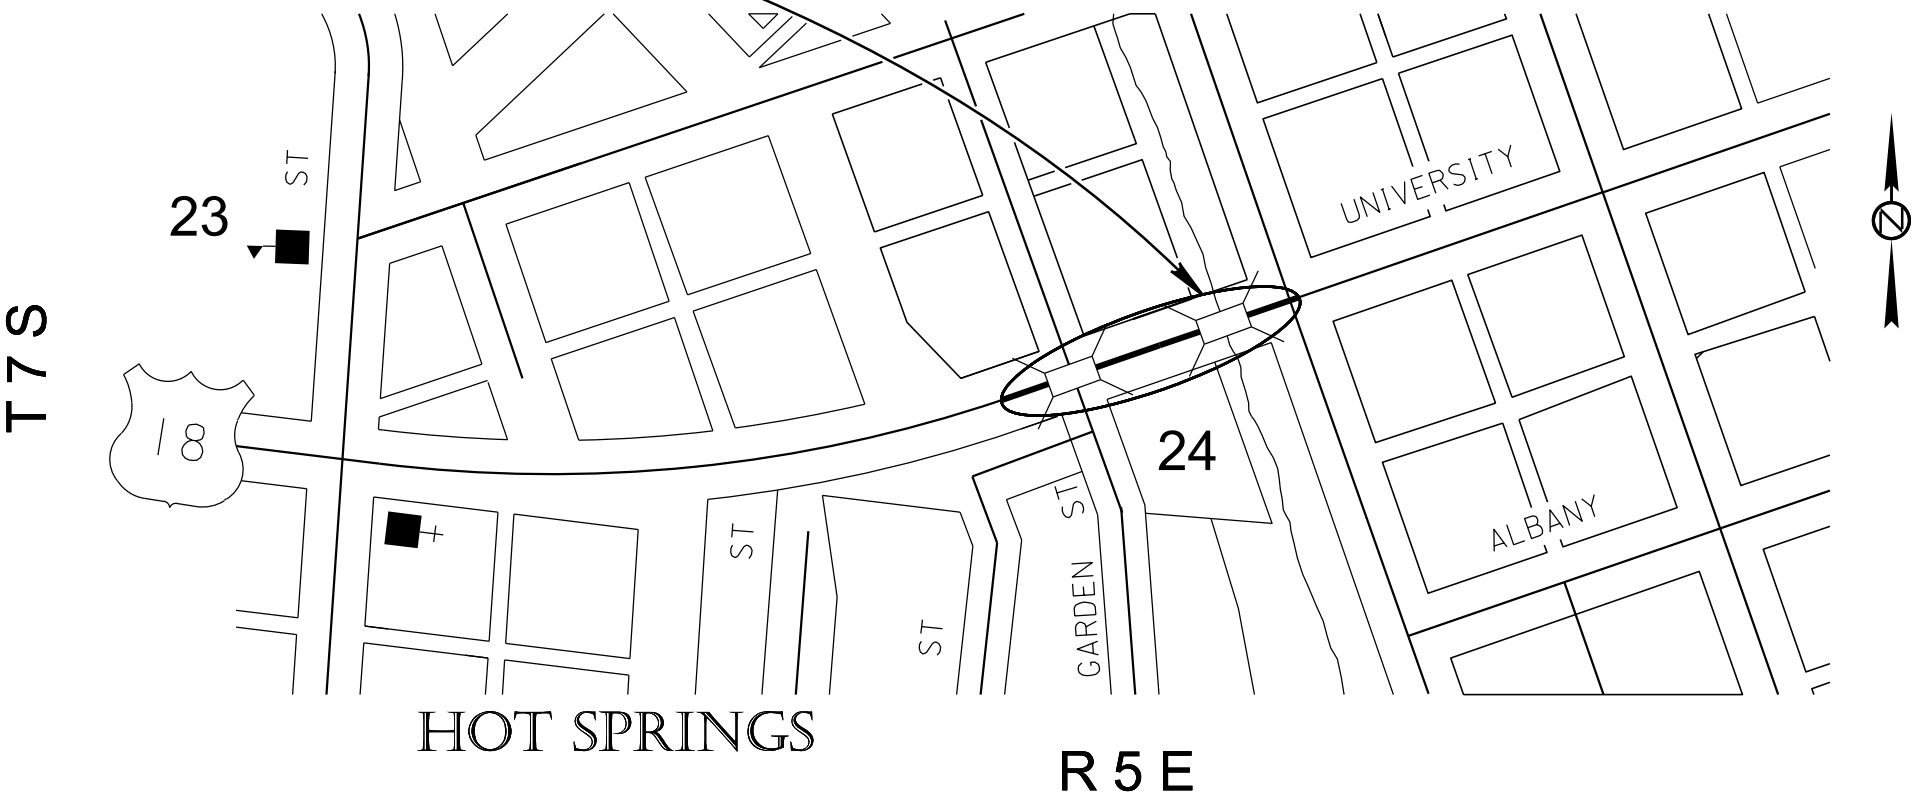 ST
UNIVERSITY
23
N
T 7 S
18
24
ST
ST
ALBANY
GARDEN
ST
HOT SPRINGS
R 5 E